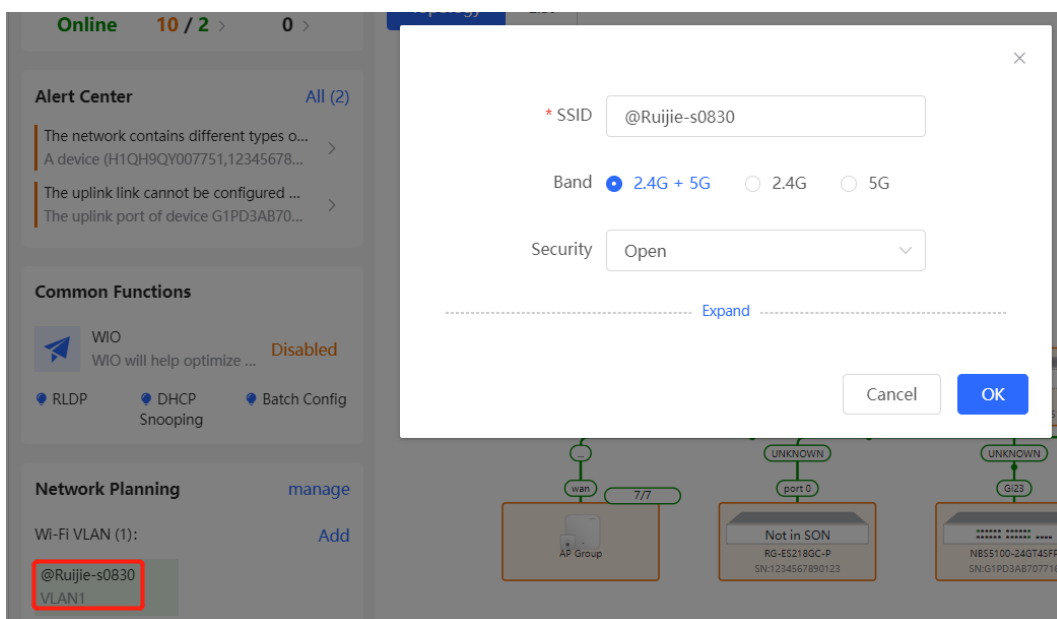 Online 10 / 2 > 0 >
Topology
Alert Center All (2)
The network contains different types o...
A device (H1QH9QY007751,12345678...
The uplink link cannot be configured ...
The uplink port of device G1PD3AB70...
Common Functions
WIO
WIO will help optimize ... Disabled
RLDP
DHCP Snooping
Batch Config
Network Planning manage
Wi-Fi VLAN (1): Add
@Ruijie-s0830
VLAN1
* SSID @Ruijie-s0830
Band 2.4G + 5G 2.4G 5G
Security Open
Expand
Cancel OK
... UNKNOWN UNKNOWN
wan 7/7 port 0 Gi23
AP Group
Not in SON
RG-ES218GC-P
SN:1234567890123
NBS5100-24GT4SFP
SN:G1PD3AB707716